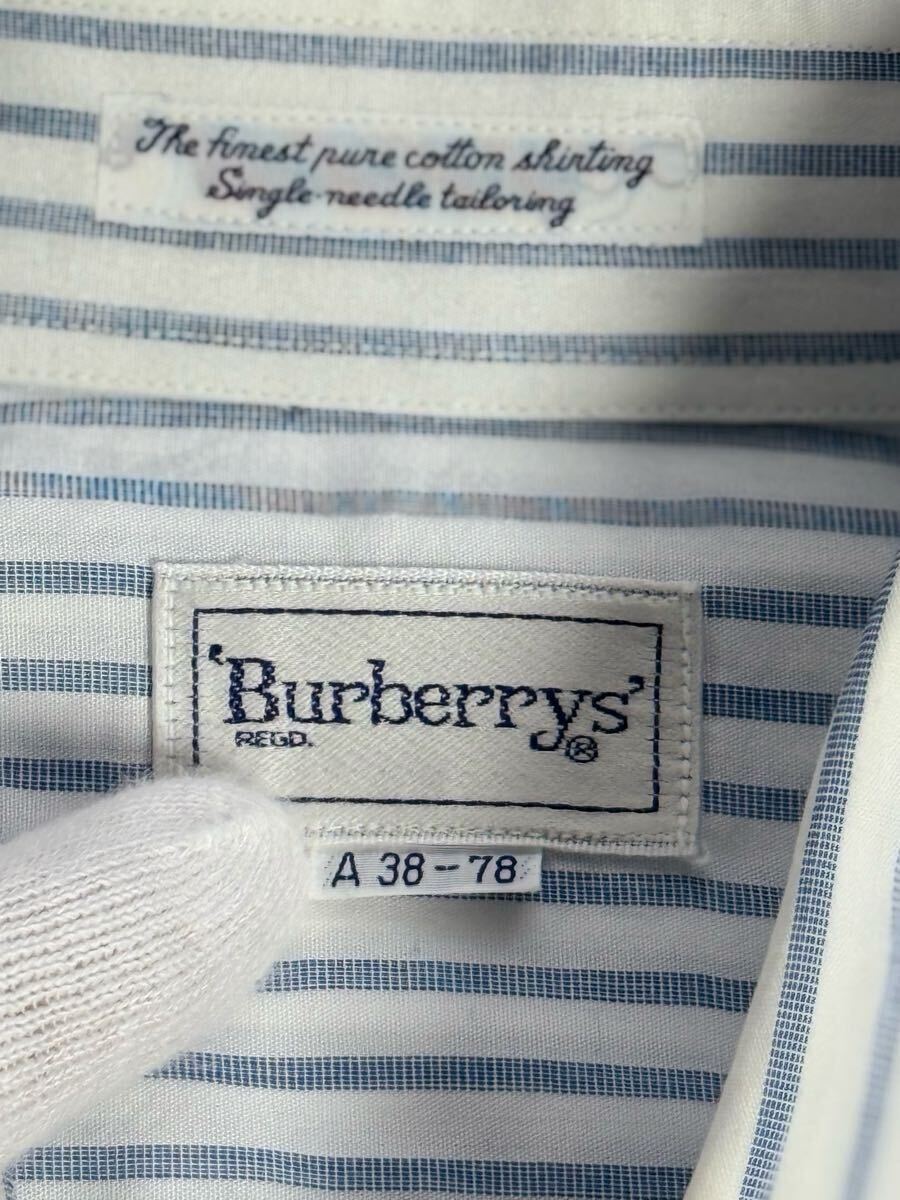 The finest pure cotton shirting
Single-needle tailoring
'Burberrys'
REGD. ®
A 38-78